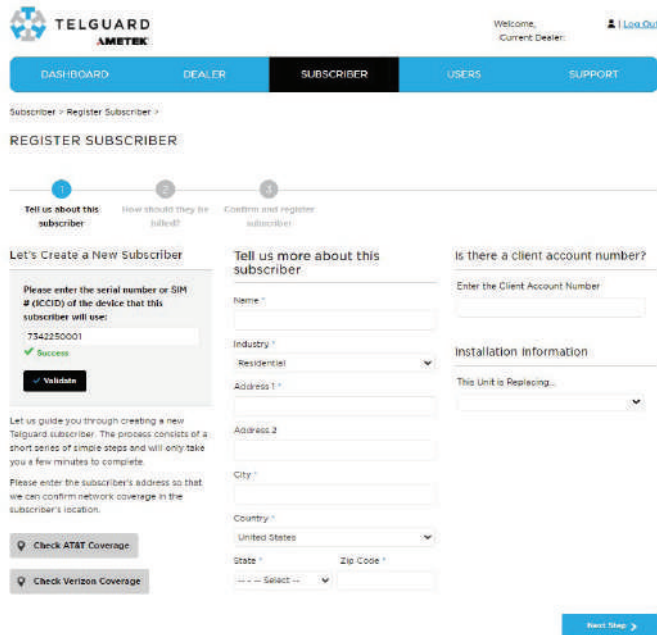 TELGUARD
AMETEK
Welcome,
Current Dealer:
| Log Out
DASHBOARD
DEALER
SUBSCRIBER
USERS
SUPPORT
Subscriber > Register Subscriber >
REGISTER SUBSCRIBER
1
2
3
Tell us about this
subscriber
How should they be
billed?
Confirm and register
subscriber
Let's Create a New Subscriber
Please enter the serial number or SIM
# (ICCID) of the device that this
subscriber will use:
7342250001
Success
Validate
Let us guide you through creating a new
Telguard subscriber. The process consists of a
short series of simple steps and will only take
you a few minutes to complete.
Please enter the subscriber's address so that
we can confirm network coverage in the
subscriber's location.
Check AT&T Coverage
Check Verizon Coverage
Tell us more about this
subscriber
Name *
Industry *
Residential
Address 1 *
Address 2
City *
Country *
United States
State *
Zip Code *
-- -- Select --
Is there a client account number?
Enter the Client Account Number
Installation Information
This Unit is Replacing...
Next Step >